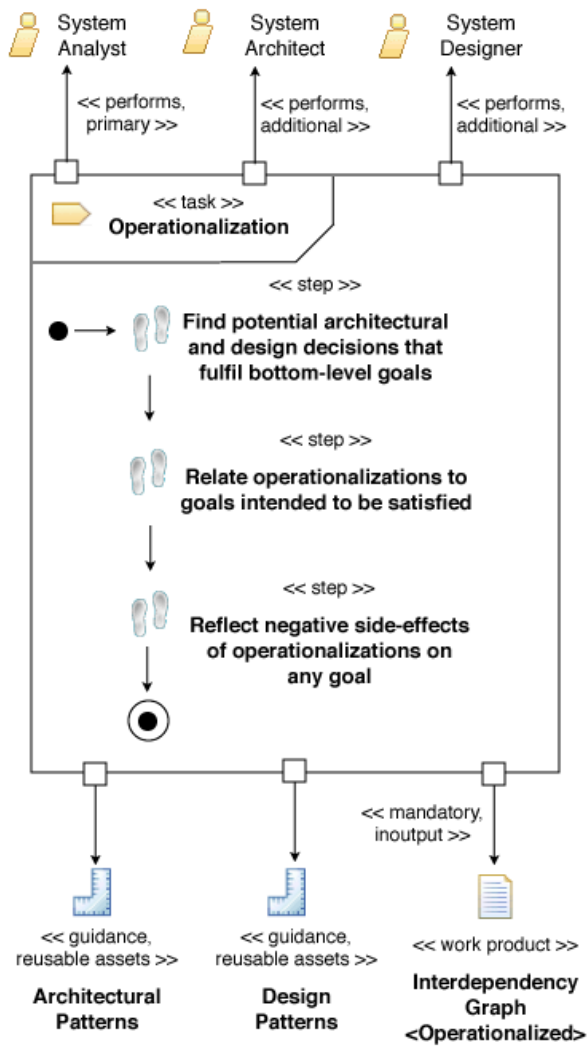 System
Analyst
System
Architect
System
Designer
<< performs,
primary >>
<< performs,
additional >>
<< performs,
additional >>
<< task >>
Operationalization
<< step >>
Find potential architectural
and design decisions that
fulfil bottom-level goals
<< step >>
Relate operationalizations to
goals intended to be satisfied
<< step >>
Reflect negative side-effects
of operationalizations on
any goal
<< mandatory,
inoutput >>
<< guidance,
reusable assets >>
Architectural
Patterns
<< guidance,
reusable assets >>
Design
Patterns
<< work product >>
Interdependency
Graph
<Operationalized>